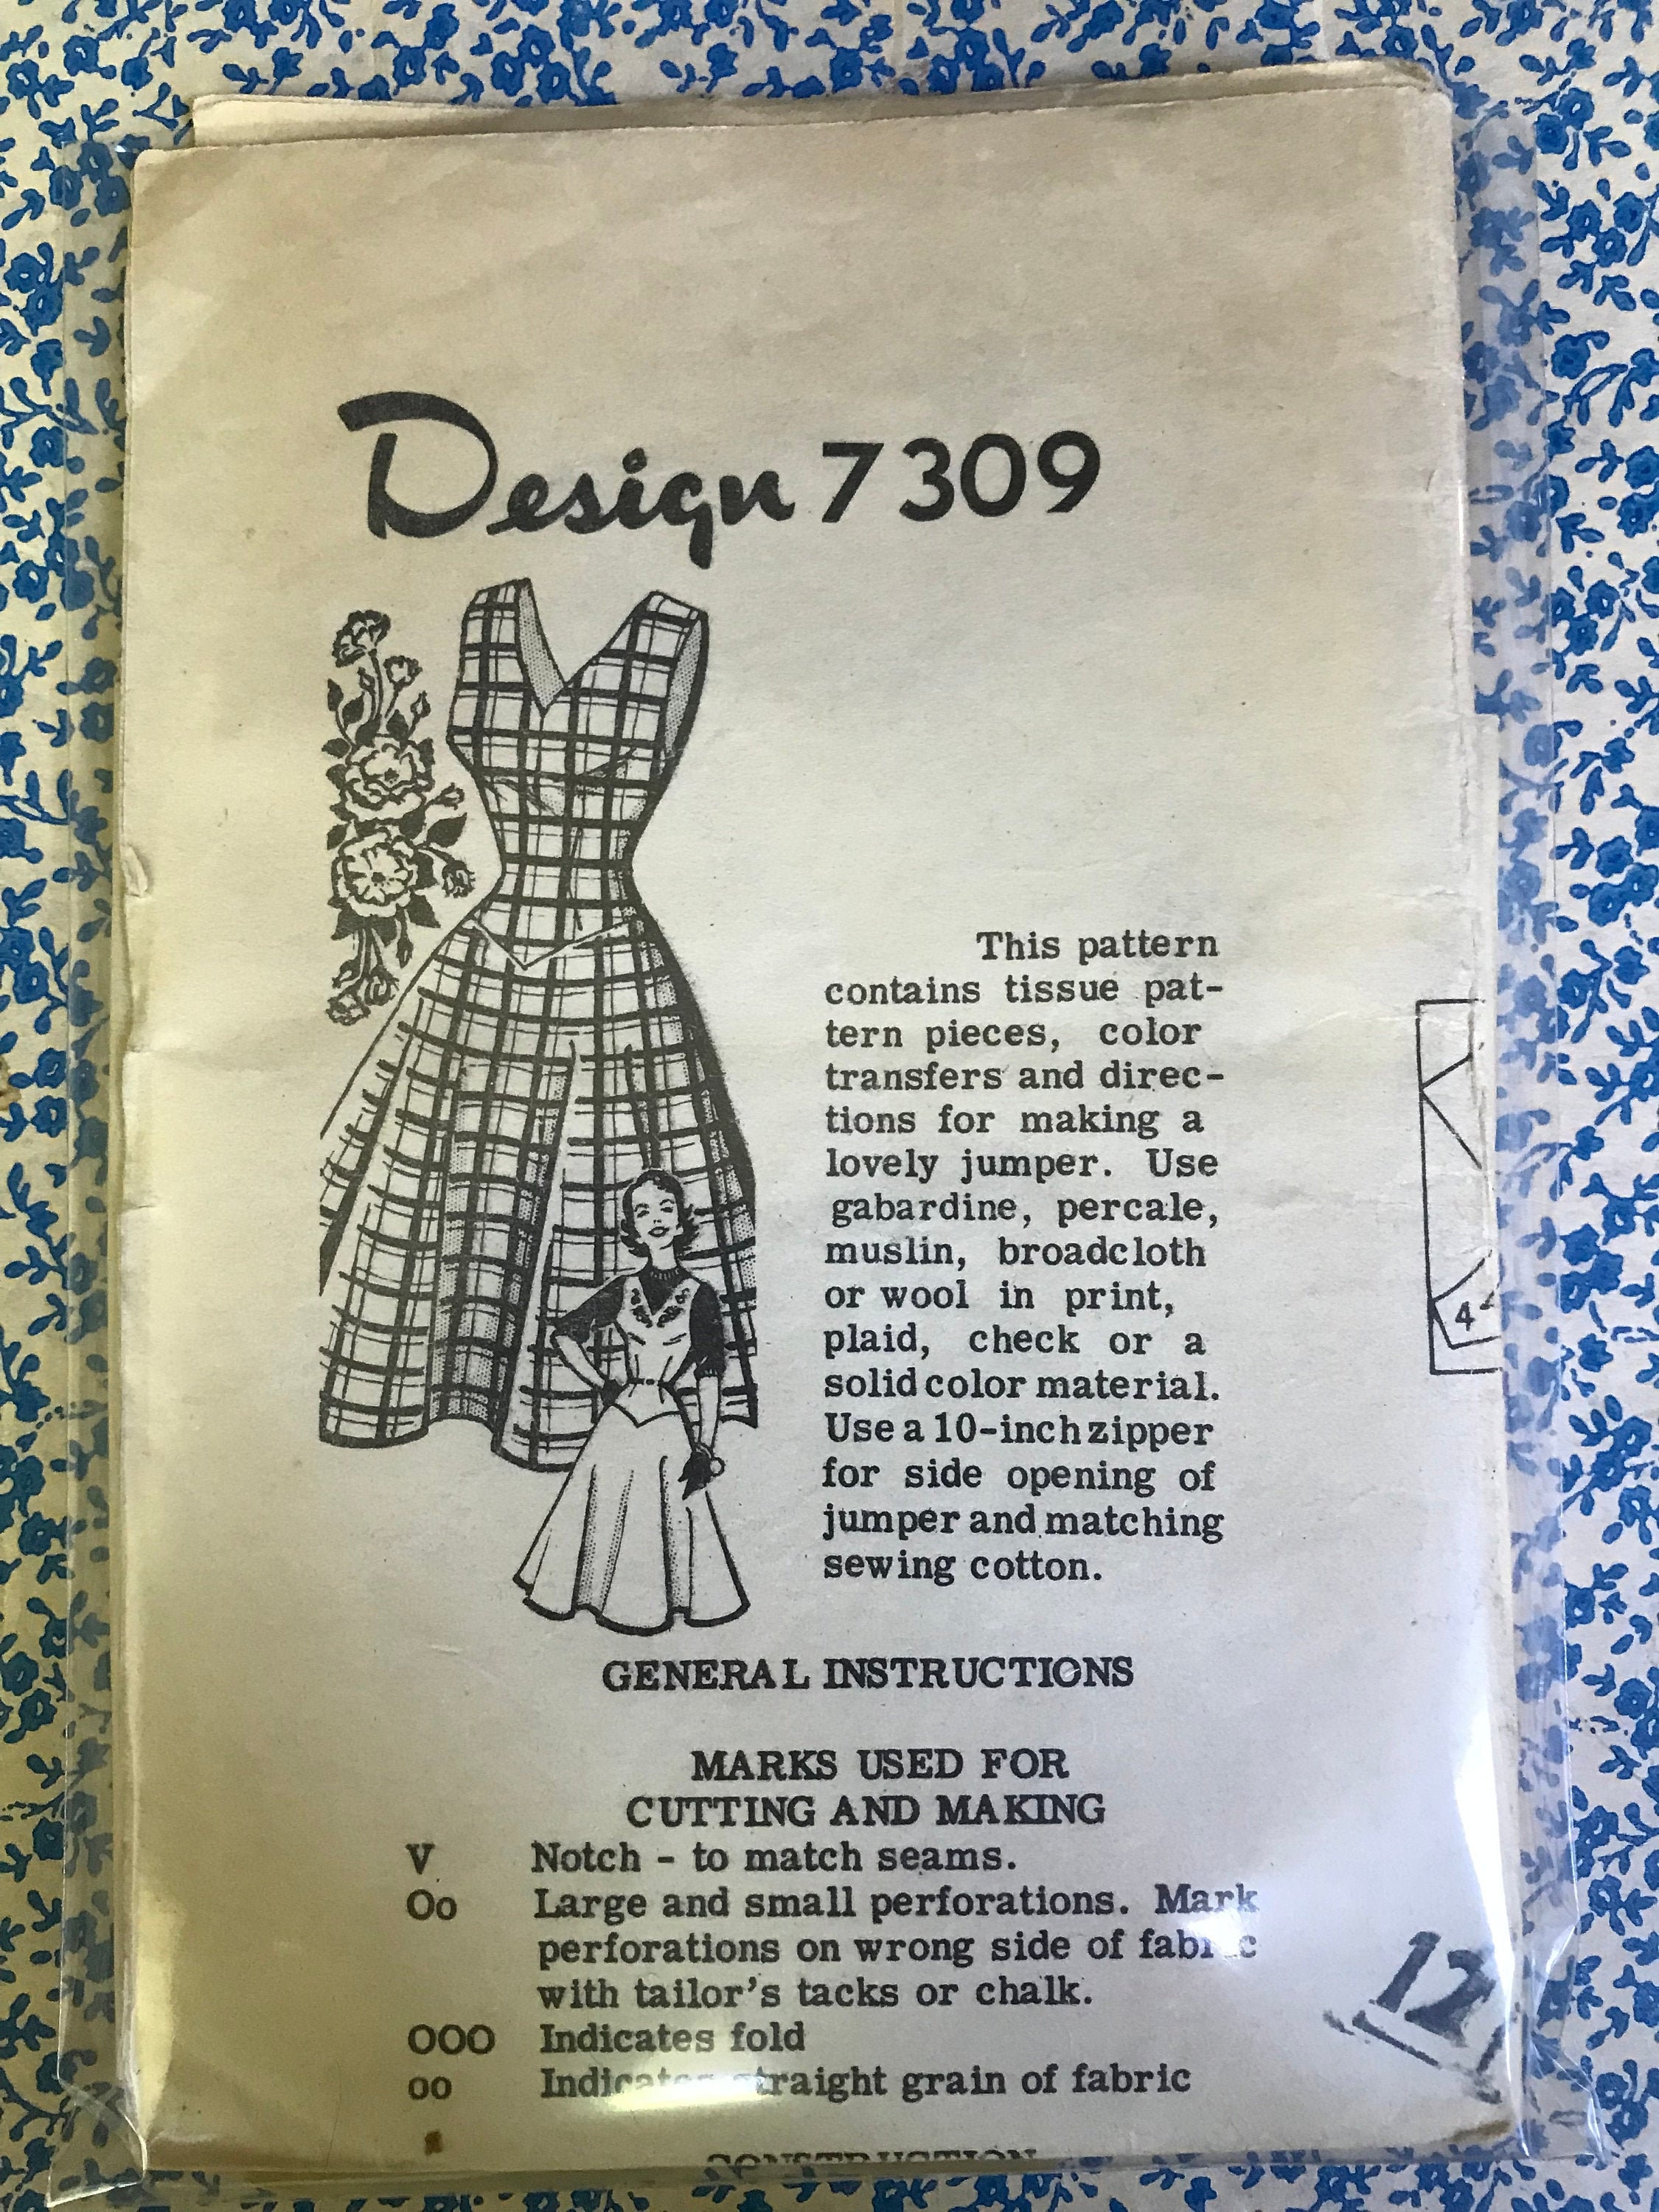 Design 7309
This pattern
contains tissue pat-
tern pieces, color
transfers and direc-
tions for making a
lovely jumper. Use
gabardine, percale,
muslin, broadcloth
or wool in print,
plaid, check or a
solid color material.
Use a 10-inch zipper
for side opening of
jumper and matching
sewing cotton.
4
GENERAL INSTRUCTIONS
MARKS USED FOR
CUTTING AND MAKING
V Notch - to match seams.
Oo Large and small perforations. Mark
perforations on wrong side of fabric
with tailor's tacks or chalk.
OOO Indicates fold
oo Indicates straight grain of fabric
12
CONSTRUCTION